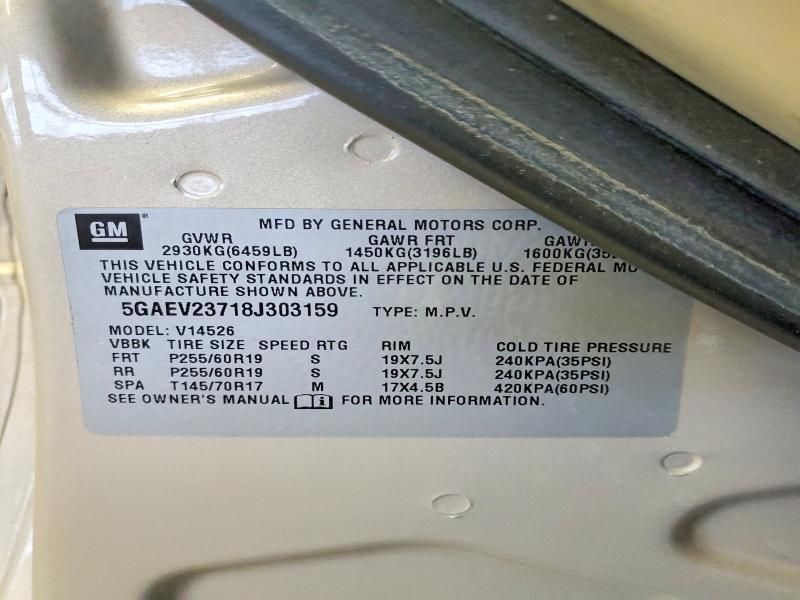 GM ® MFD BY GENERAL MOTORS CORP.
GVWR GAWR FRT
2930KG(6459LB) 1450KG(3196LB)
THIS VEHICLE CONFORMS TO ALL APPLICABLE U.S. FEDERAL
VEHICLE SAFETY STANDARDS IN EFFECT ON THE DATE OF
MANUFACTURE SHOWN ABOVE.
5GAEV23718J303159 TYPE: M.P.V.
MODEL: V14526
VBBK TIRE SIZE SPEED RTG RIM COLD TIRE PRESSURE
FRT P255/60R19 S 19X7.5J 240KPA(35PSI)
RR P255/60R19 S 19X7.5J 240KPA(35PSI)
SPA T145/70R17 M 17X4.5B 420KPA(60PSI)
SEE OWNER'S MANUAL FOR MORE INFORMATION.